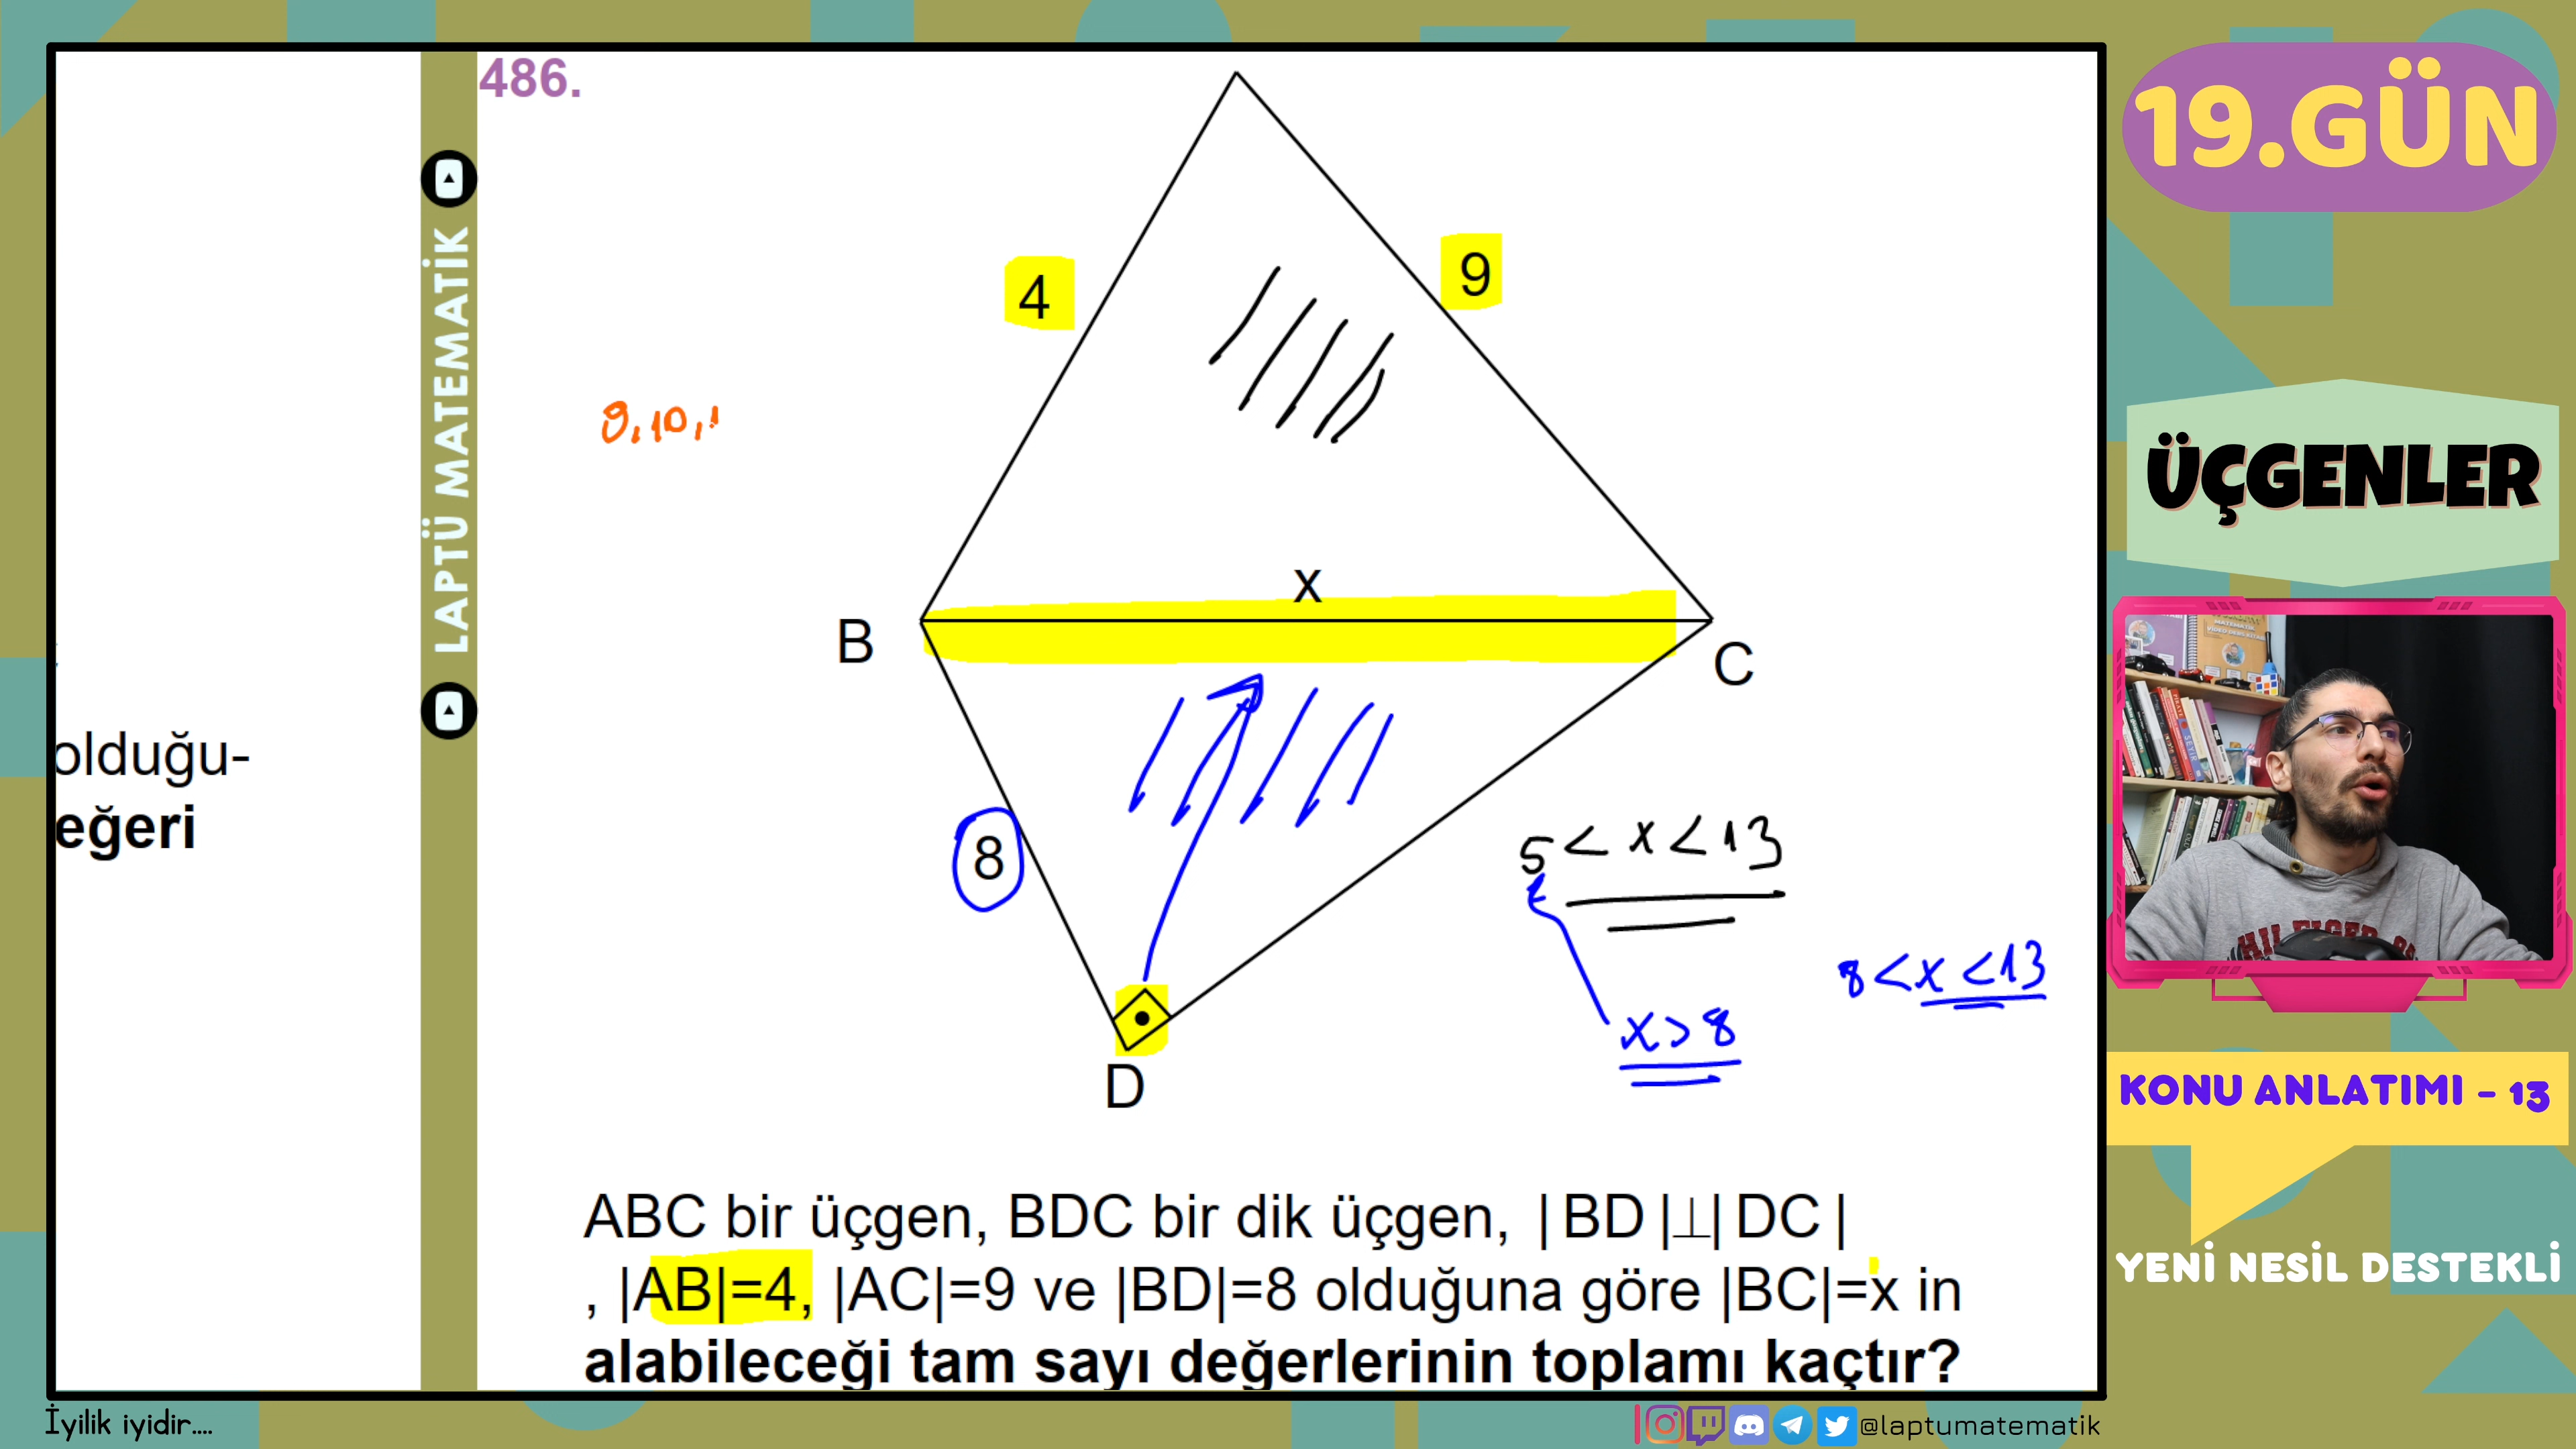 486.
LAPTÜ MATEMATİK
olduğu-
eğeri
4
9
9,10,1
x
B
C
8
D
5 < x < 13
x > 8
8 < x < 13
ABC bir üçgen, BDC bir dik üçgen, |BD|⊥|DC|
, |AB|=4, |AC|=9 ve |BD|=8 olduğuna göre |BC|=x in
alabileceği tam sayı değerlerinin toplamı kaçtır?
19.GÜN
ÜÇGENLER
KONU ANLATIMI - 13
YENİ NESİL DESTEKLİ
İyilik iyidir....
@laptumatematik